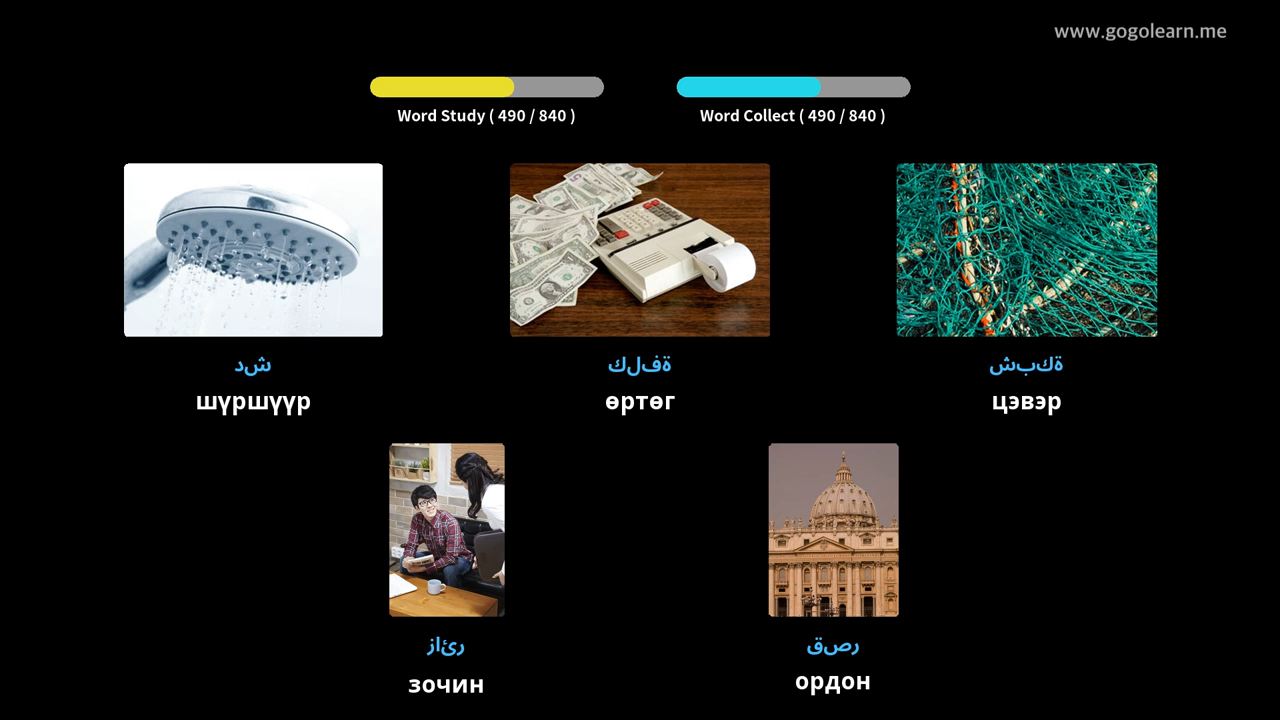 www.gogolearn.me
Word Study ( 490 / 840 )
Word Collect ( 490 / 840 )
شد
ةفلك
ةكبش
шүршүүр
өртөг
цэвэр
رئاز
رصق
зочин
ордон